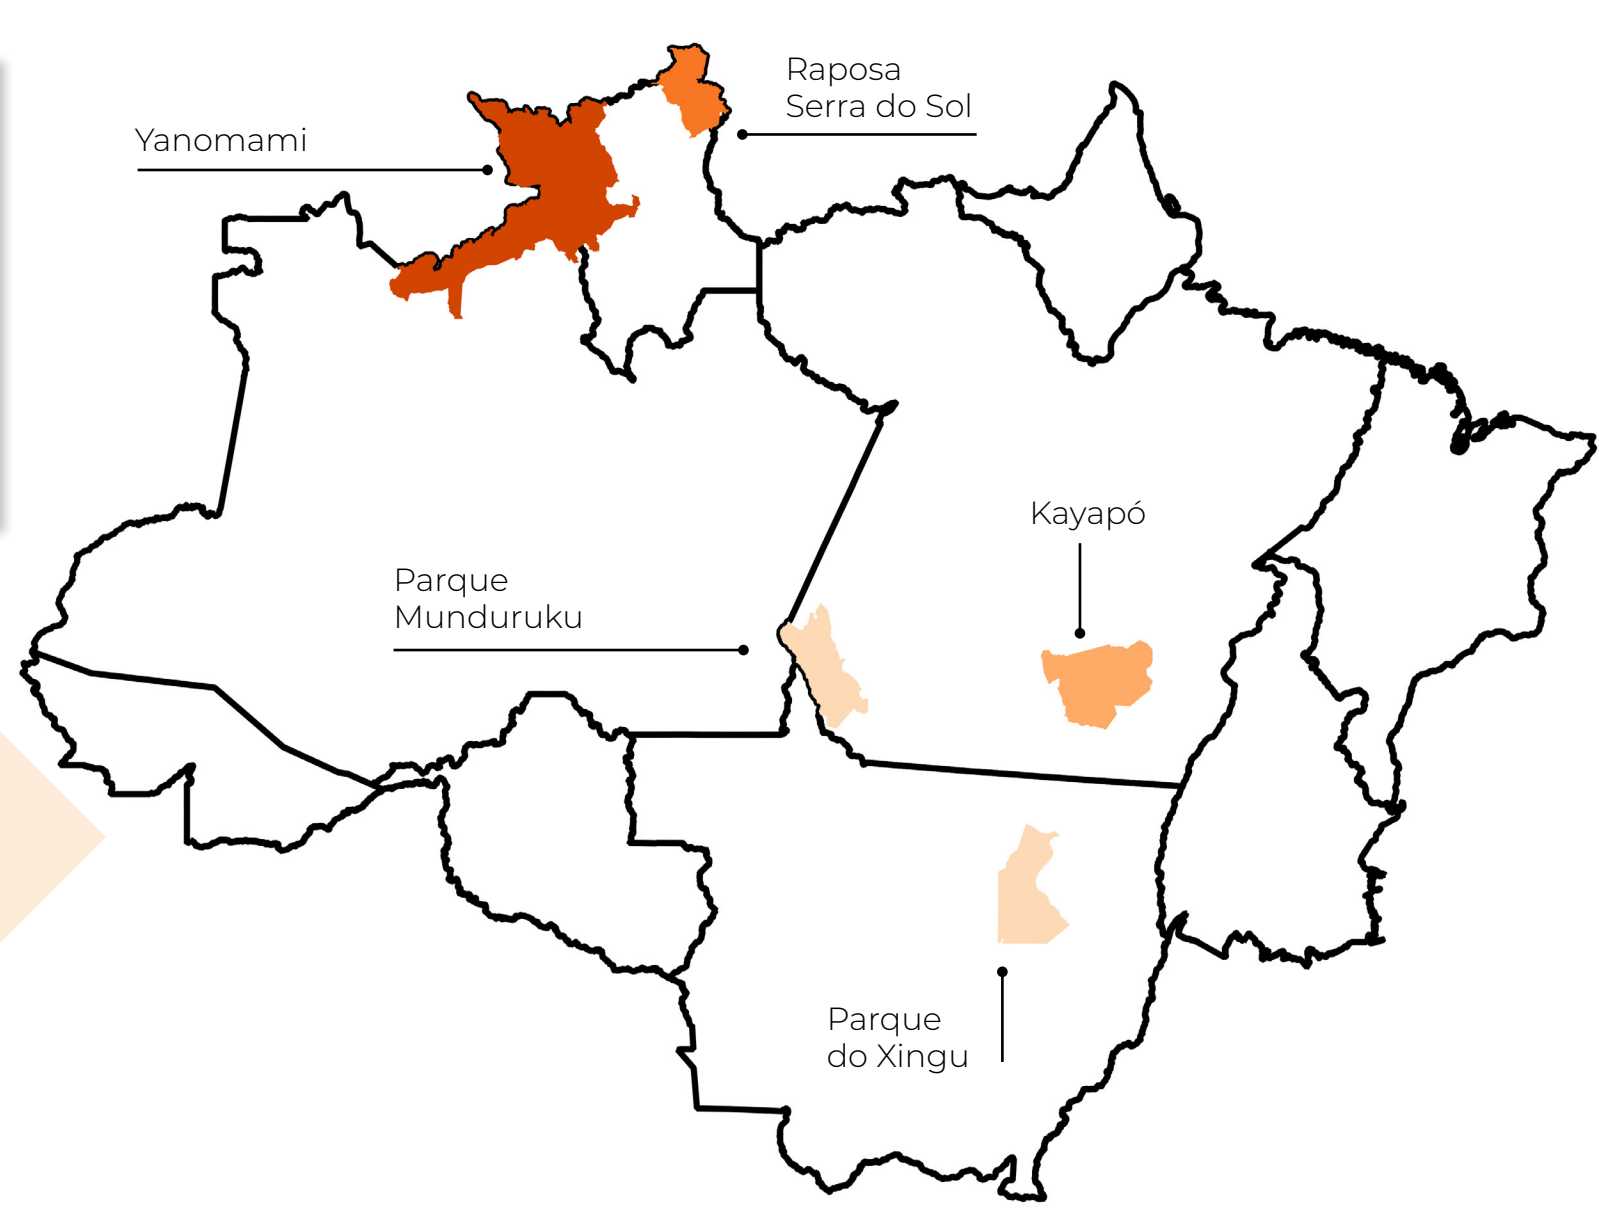 Raposa
Serra do Sol
Yanomami
Kayapó
Parque
Munduruku
Parque
do Xingu